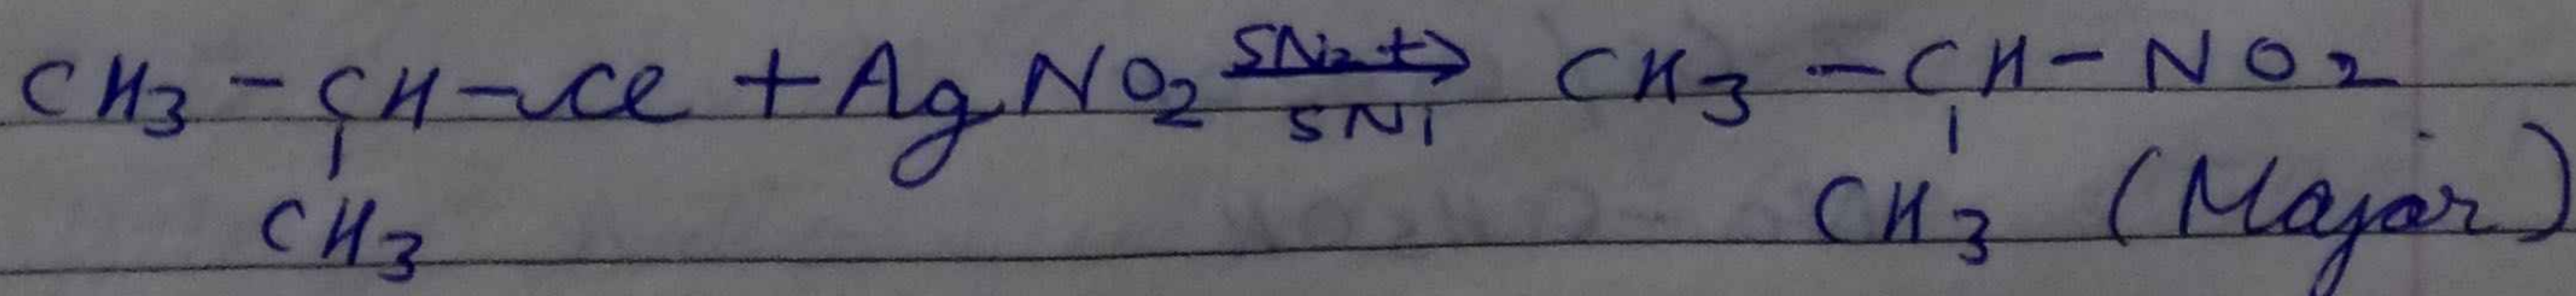 CH3 - CH - Cl + AgNO2 SN2+→ CH3 - CH - NO2
SN1
CH3 CH3 (Major)